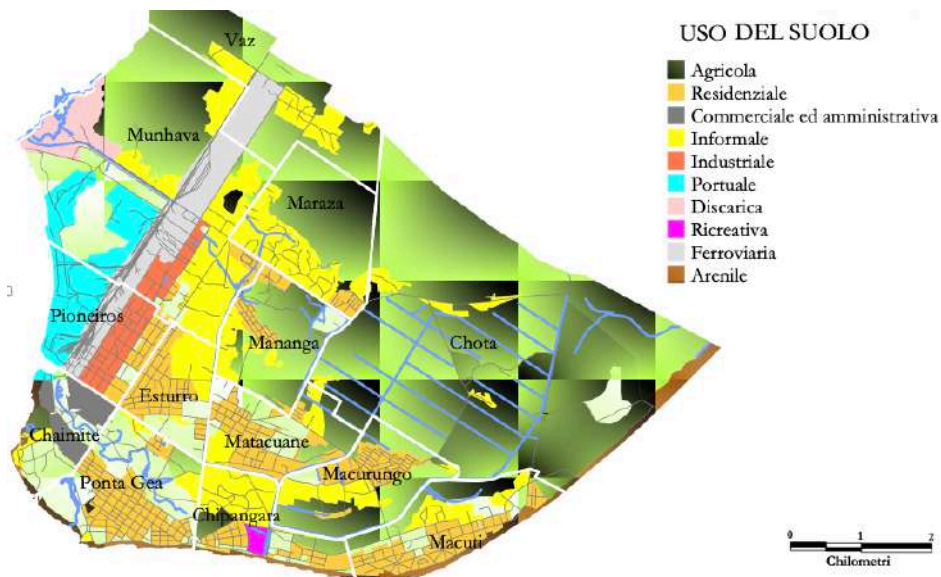 USO DEL SUOLO
Agricola
Residenziale
Commerciale ed amministrativa
Informale
Industriale
Portuale
Discarica
Ricreativa
Ferroviaria
Arenile
Vaz
Munhava
Maraza
Pioneiros
Mananga
Chota
Esturro
Chaimite
Matacuane
Macurungo
Ponta Gea
Chipangara
Macuti
0 1 2
Chilometri